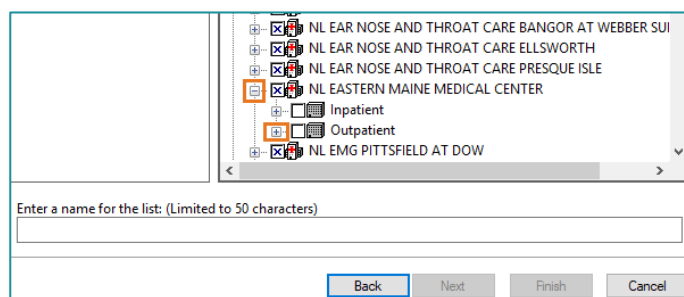 NL EAR NOSE AND THROAT CARE BANGOR AT WEBBER
NL EAR NOSE AND THROAT CARE ELLSWORTH
NL EAR NOSE AND THROAT CARE PRESQUE ISLE
NL EASTERN MAINE MEDICAL CENTER
Inpatient
Outpatient
NL EMG PITTSFIELD AT DOW
Enter a name for the list: (Limited to 50 characters)
Back Next Finish Cancel